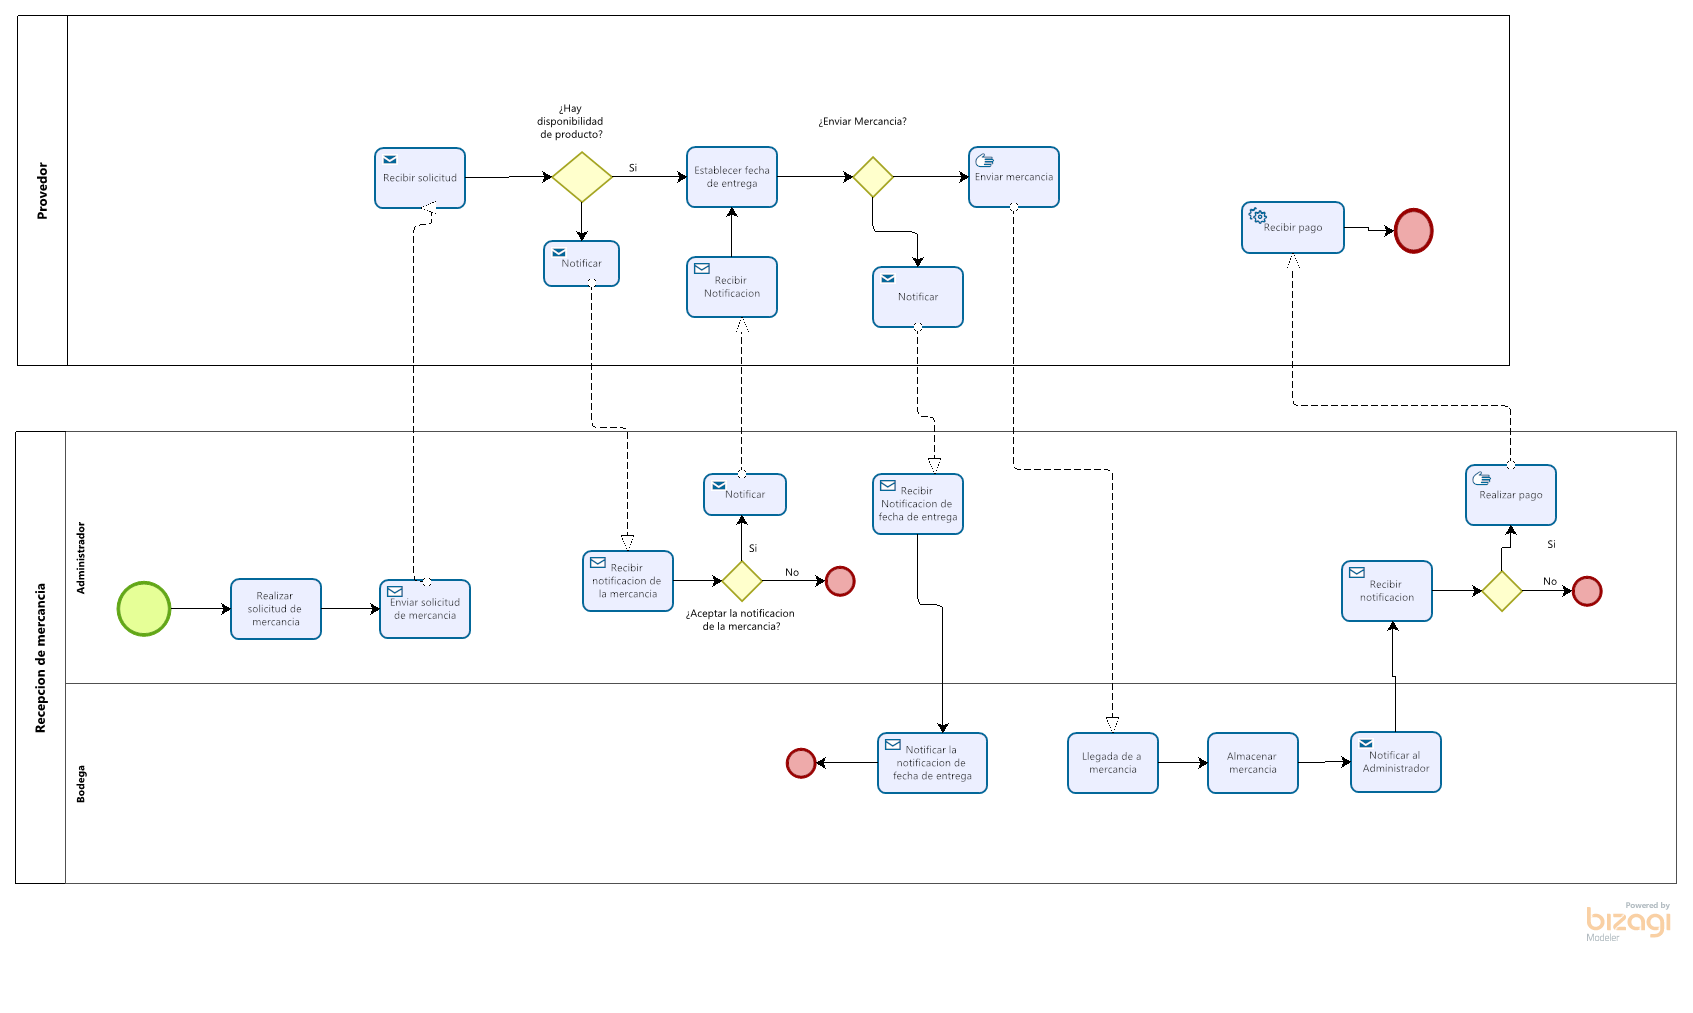 Provedor
¿Hay
disponibilidad
de producto?
¿Enviar Mercancia?
Recibir solicitud
Si
Establecer fecha
de entrega
Enviar mercancia
Notificar
Recibir
Notificacion
Notificar
Recibir pago
Recepcion de mercancia
Administrador
Realizar
solicitud de
mercancia
Enviar solicitud
de mercancia
Recibir
notificacion de
la mercancia
Notificar
Si
No
¿Aceptar la notificacion
de la mercancia?
Recibir
Notificacion de
fecha de entrega
Realizar pago
Si
Recibir
notificacion
No
Bodega
Notificar la
notificacion de
fecha de entrega
Llegada de a
mercancia
Almacenar
mercancia
Notificar al
Administrador
Powered by
bizagi
Modeler